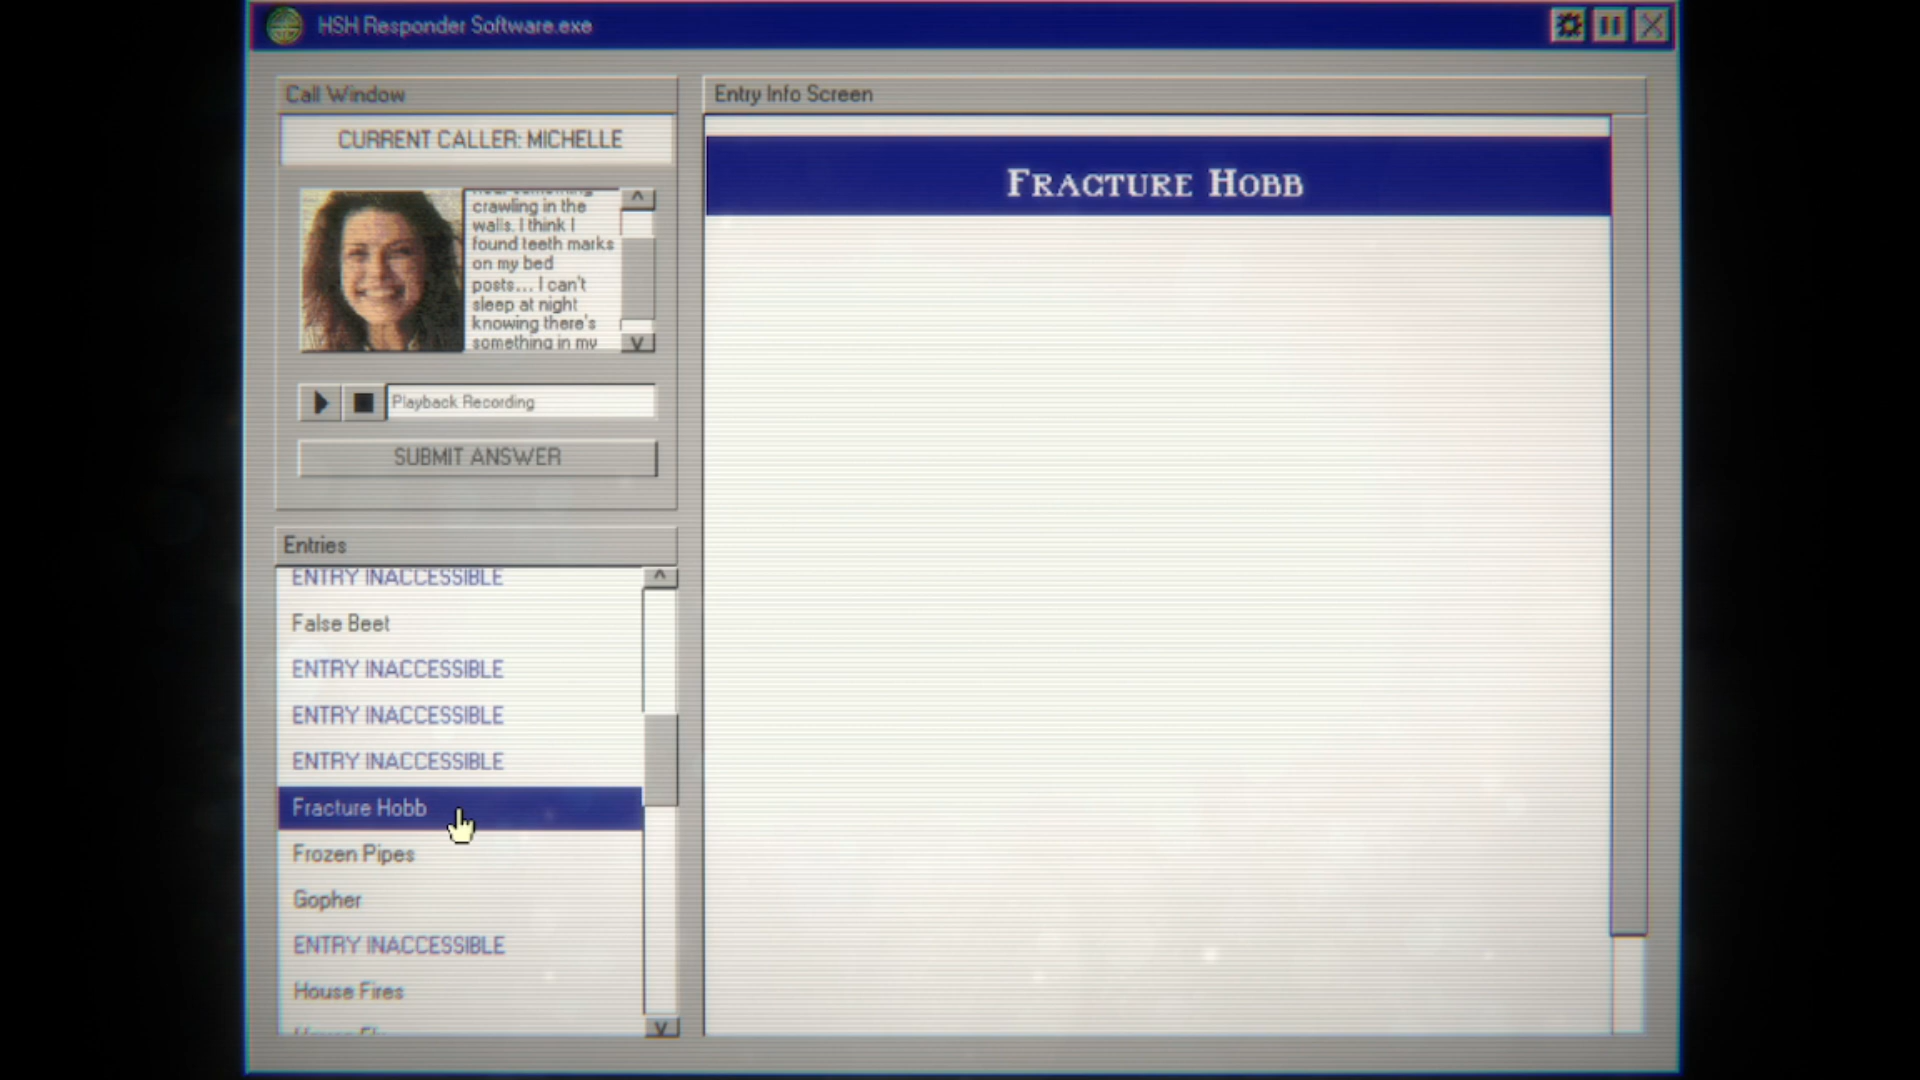 HSH Responder Software.exe
Call Window
CURRENT CALLER: MICHELLE
crawling in the
walls. I think I
found teeth marks
on my bed
posts... I can't
sleep at night
knowing there's
something in my
Playback Recording
SUBMIT ANSWER
Entries
ENTRY INACCESSIBLE
False Beet
ENTRY INACCESSIBLE
ENTRY INACCESSIBLE
ENTRY INACCESSIBLE
Fracture Hobb
Frozen Pipes
Gopher
ENTRY INACCESSIBLE
House Fires
Entry Info Screen
Fracture Hobb